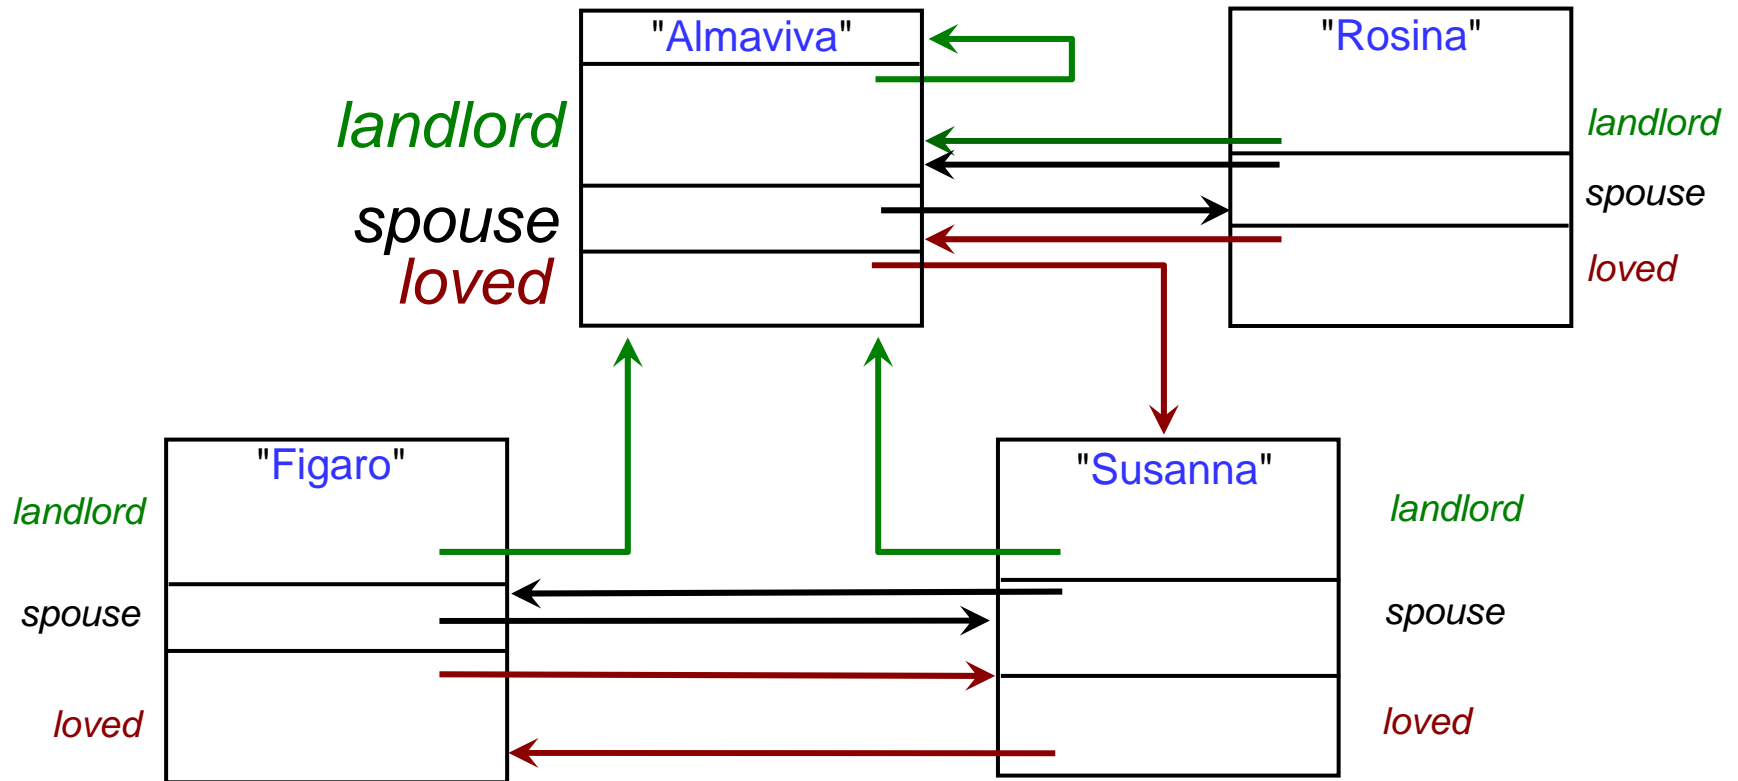 "Almaviva"
"Rosina"
landlord
landlord
spouse
spouse
loved
loved
"Figaro"
"Susanna"
landlord
landlord
spouse
spouse
loved
loved